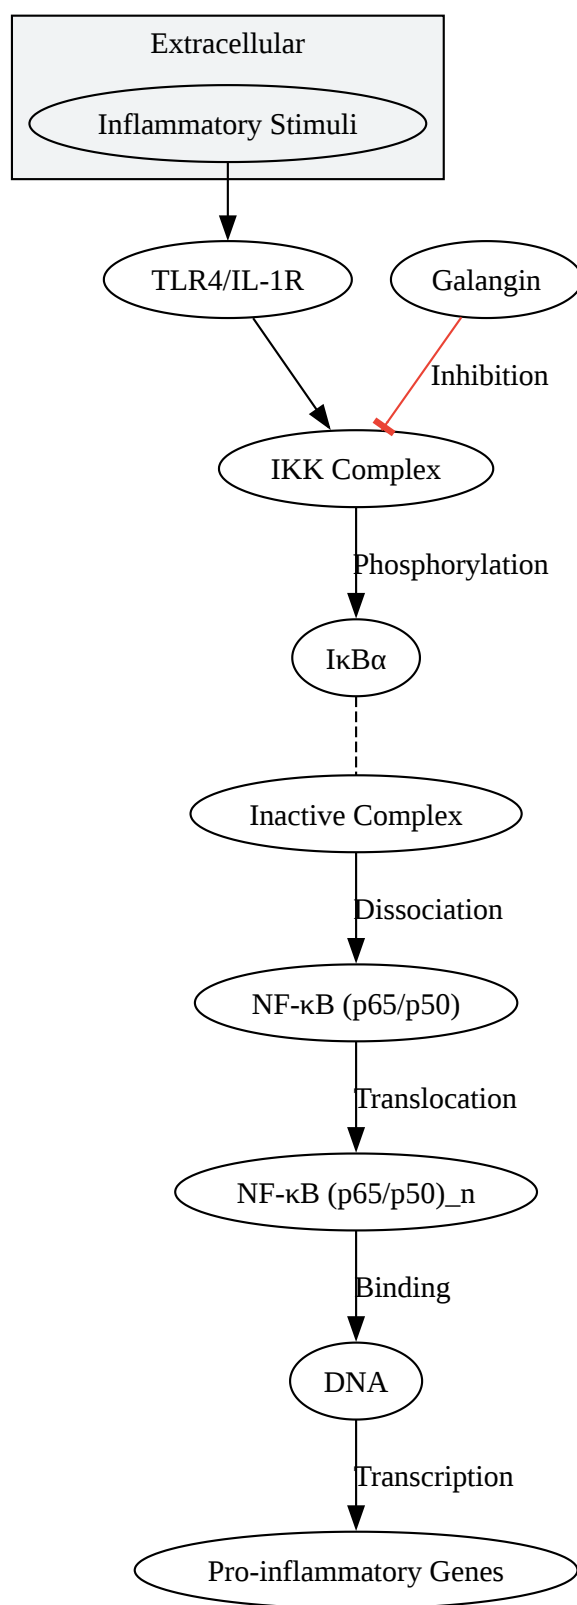 Extracellular
Inflammatory Stimuli
TLR4/IL-1R
Galangin
Inhibition
IKK Complex
Phosphorylation
IκBα
Inactive Complex
Dissociation
NF-κB (p65/p50)
Translocation
NF-κB (p65/p50)_n
Binding
DNA
Transcription
Pro-inflammatory Genes